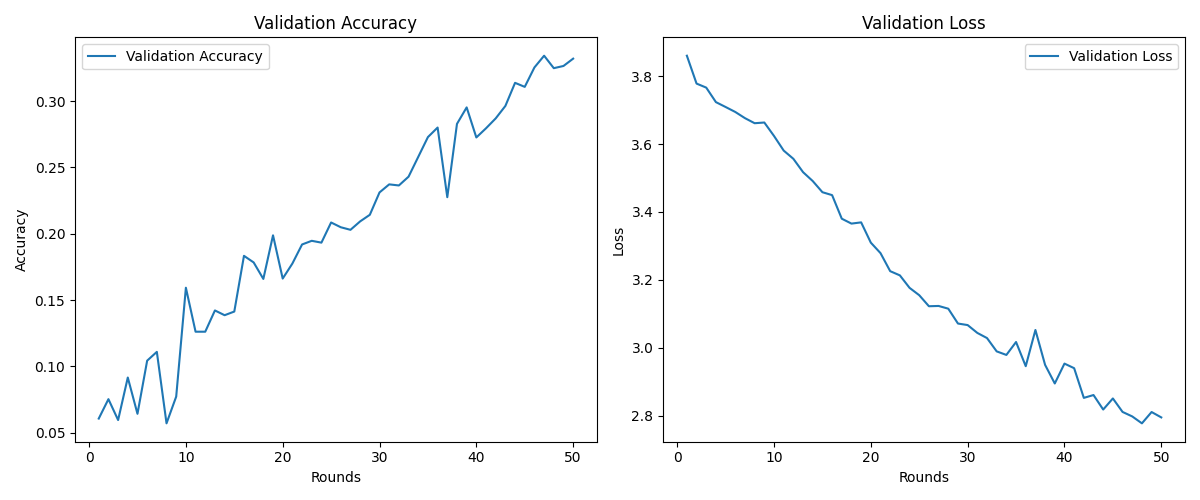 Validation Accuracy
Validation Accuracy
0.30
0.25
0.20
0.15
0.10
0.05
Accuracy
0 10 20 30 40 50
Rounds
Validation Loss
Validation Loss
3.8
3.6
3.4
3.2
3.0
2.8
Loss
0 10 20 30 40 50
Rounds